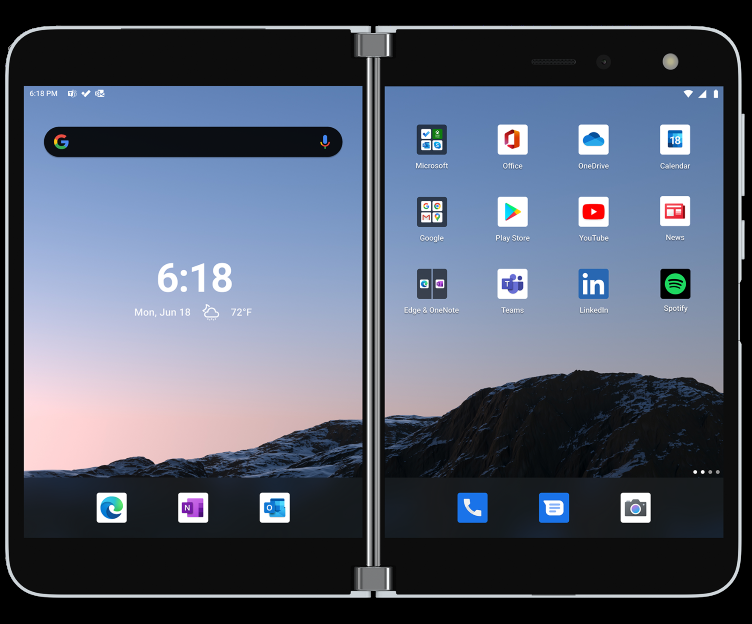 6:18 PM
6:18
Mon, Jun 18 72°F
Microsoft Office OneDrive Calendar
18
Google Play Store YouTube News
Edge & OneNote Teams LinkedIn Spotify
in
N
O